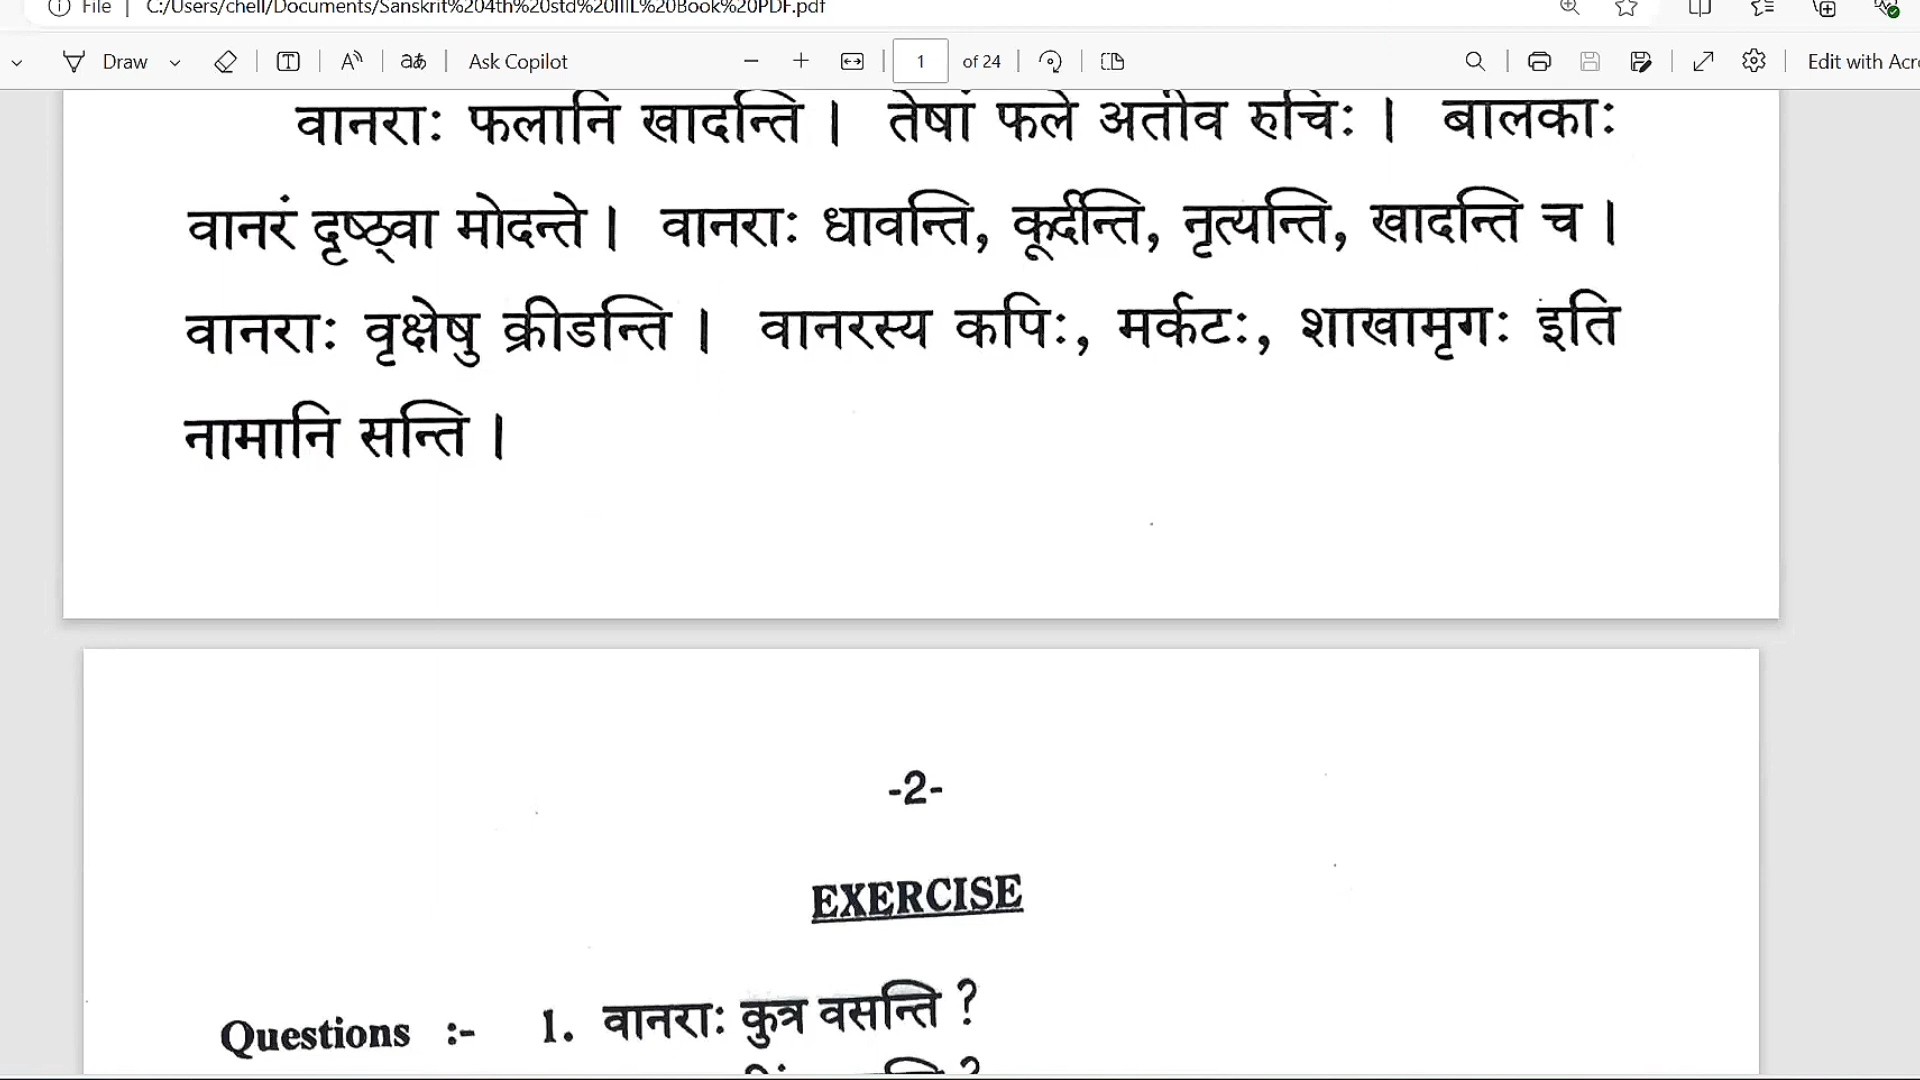 File | C:/Users/chell/Documents/Sanskrit%204th%20std%20IIIL%20Book%20PDF.pdf
Draw Ask Copilot 1 of 24 Edit with Acro
वानराः फलानि खादन्ति । तेषां फले अतीव रुचिः । बालकाः
वानरं दृष्ठ्वा मोदन्ते । वानराः धावन्ति, कूर्दन्ति, नृत्यन्ति, खादन्ति च ।
वानराः वृक्षेषु क्रीडन्ति । वानरस्य कपिः, मर्कटः, शाखामृगः इति
नामानि सन्ति ।
-2-
EXERCISE
Questions :- 1. वानराः कुत्र वसन्ति ?